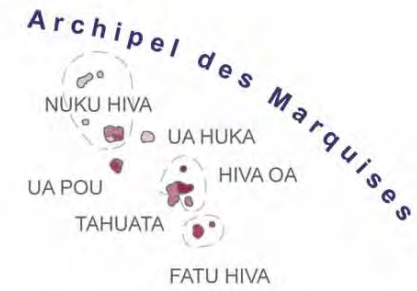 Archipel des Marquises
NUKU HIVA
UA HUKA
HIVA OA
UA POU
TAHUATA
FATU HIVA